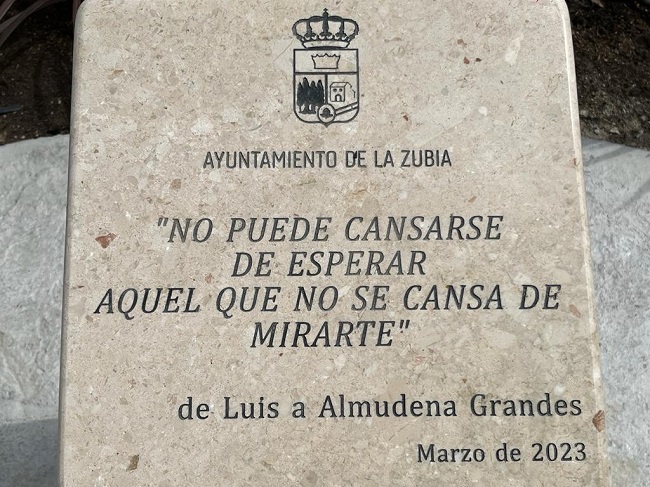 AYUNTAMIENTO DE LA ZUBIA
"NO PUEDE CANSARSE
DE ESPERAR
AQUEL QUE NO SE CANSA DE
MIRARTE"
de Luis a Almudena Grandes
Marzo de 2023